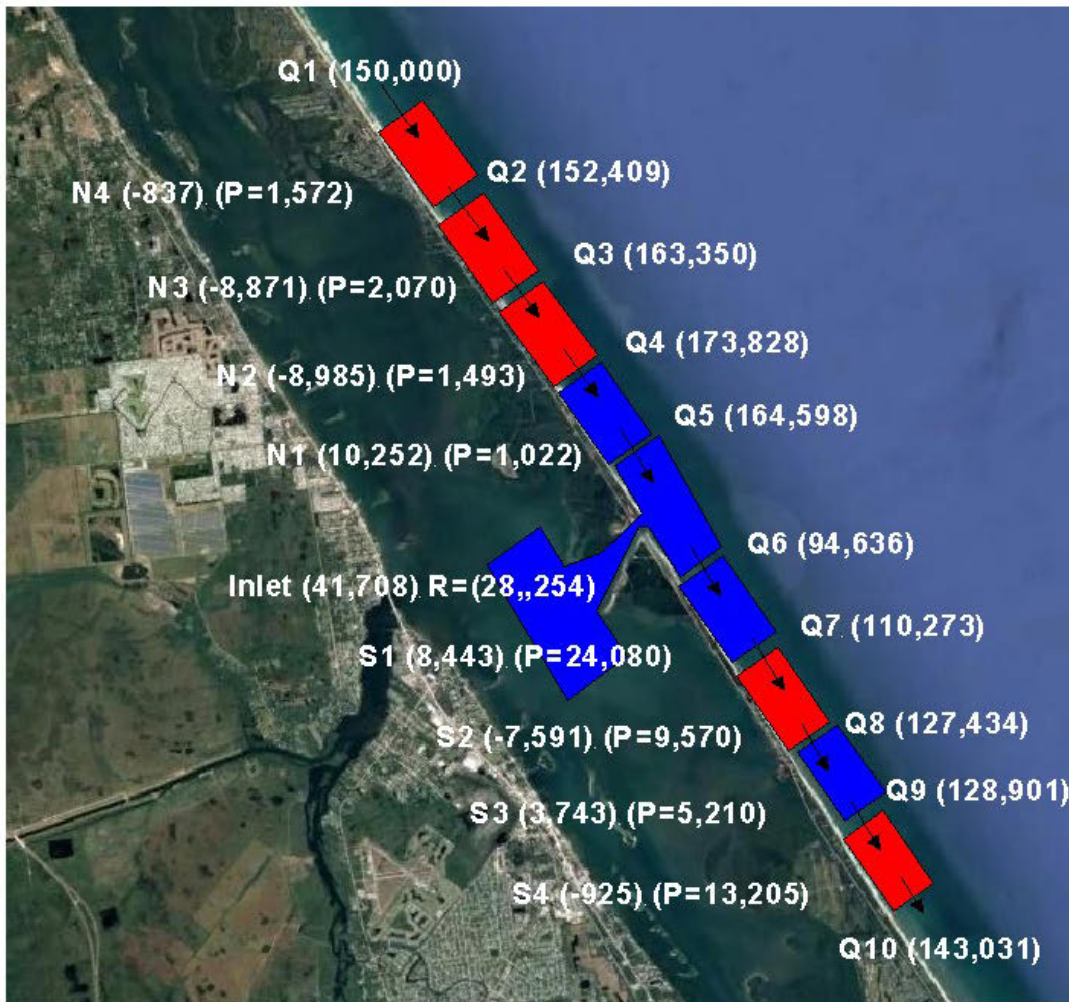 Q1 (150,000)
Q2 (152,409)
N4 (-837) (P=1,572)
Q3 (163,350)
N3 (-8,871) (P=2,070)
Q4 (173,828)
N2 (-8,985) (P=1,493)
Q5 (164,598)
N1 (10,252) (P=1,022)
Q6 (94,636)
Inlet (41,708) R=(28,,254)
Q7 (110,273)
S1 (8,443) (P=24,080)
Q8 (127,434)
S2 (-7,591) (P=9,570)
Q9 (128,901)
S3 (3,743) (P=5,210)
S4 (-925) (P=13,205)
Q10 (143,031)